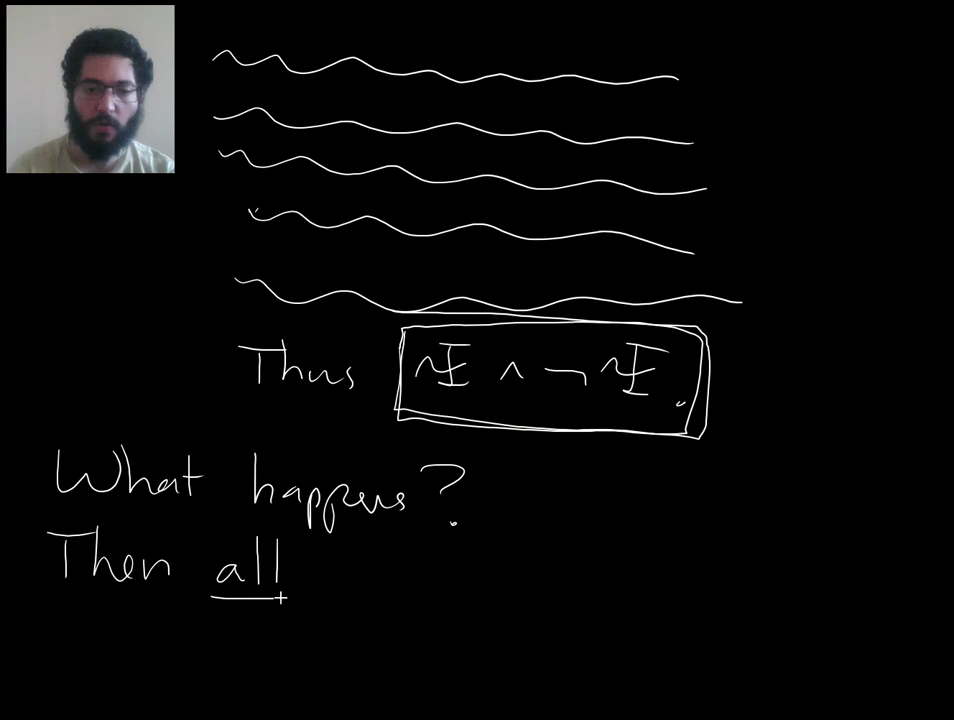 Thus Ψ ∧ ¬ Ψ.
What happens?
Then all